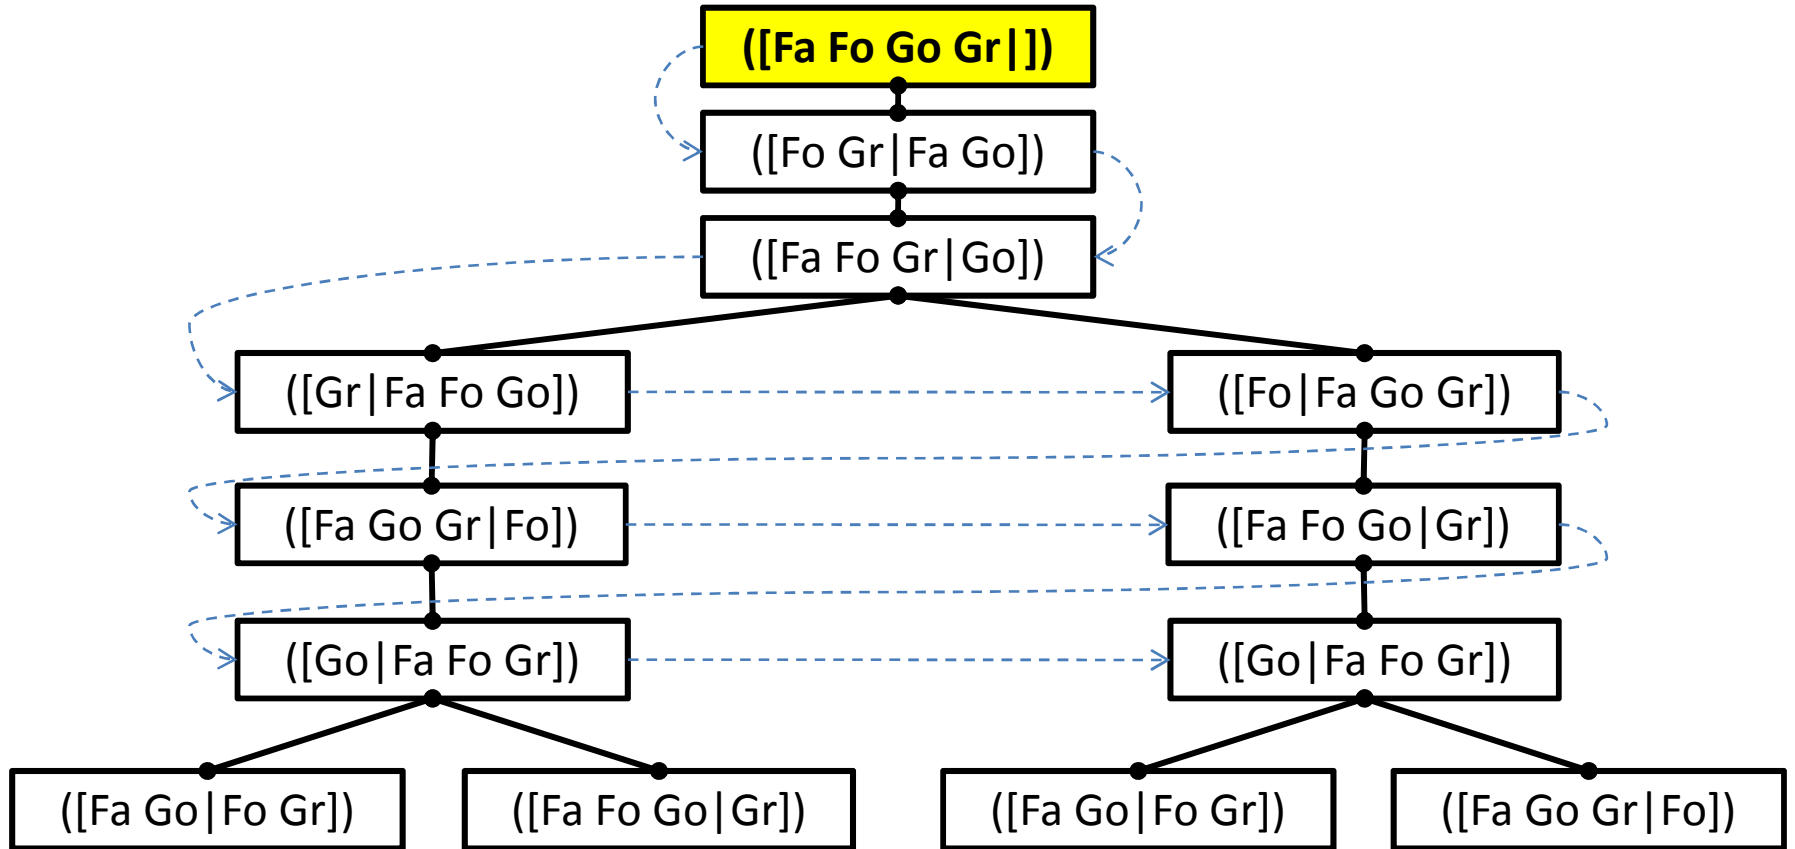 ([Fa Fo Go Gr|])
([Fo Gr|Fa Go])
([Fa Fo Gr|Go])
([Gr|Fa Fo Go])
([Fo|Fa Go Gr])
([Fa Go Gr|Fo])
([Fa Fo Go|Gr])
([Go|Fa Fo Gr])
([Go|Fa Fo Gr])
([Fa Go|Fo Gr])
([Fa Fo Go|Gr])
([Fa Go|Fo Gr])
([Fa Go Gr|Fo])